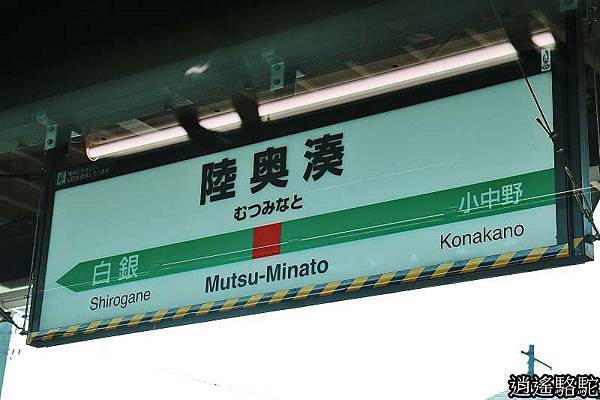 陸奥湊
むつみなと
白銀
小中野
Shirogane
Mutsu-Minato
Konakano
逍遙駱駝